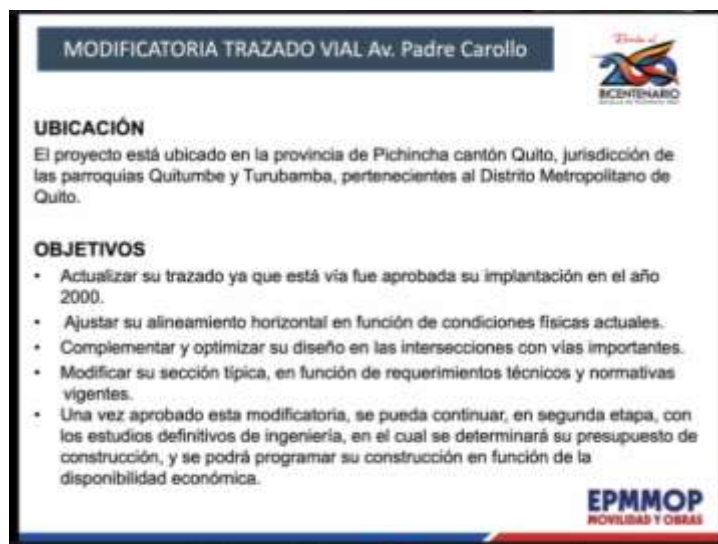 MODIFICATORIA TRAZADO VIAL Av. Padre Carollo
Rumbo al
200
BICENTENARIO
UBICACIÓN
El proyecto está ubicado en la provincia de Pichincha cantón Quito, jurisdicción de
las parroquias Quitumbe y Turubamba, pertenecientes al Distrito Metropolitano de
Quito.
OBJETIVOS
• Actualizar su trazado ya que está vía fue aprobada su implantación en el año
2000.
• Ajustar su alineamiento horizontal en función de condiciones físicas actuales.
• Complementar y optimizar su diseño en las intersecciones con vías importantes.
• Modificar su sección típica, en función de requerimientos técnicos y normativas
vigentes.
• Una vez aprobado esta modificatoria, se pueda continuar, en segunda etapa, con
los estudios definitivos de ingeniería, en el cual se determinará su presupuesto de
construcción, y se podrá programar su construcción en función de la
disponibilidad económica.
EPMMOP
MOVILIDAD Y OBRAS